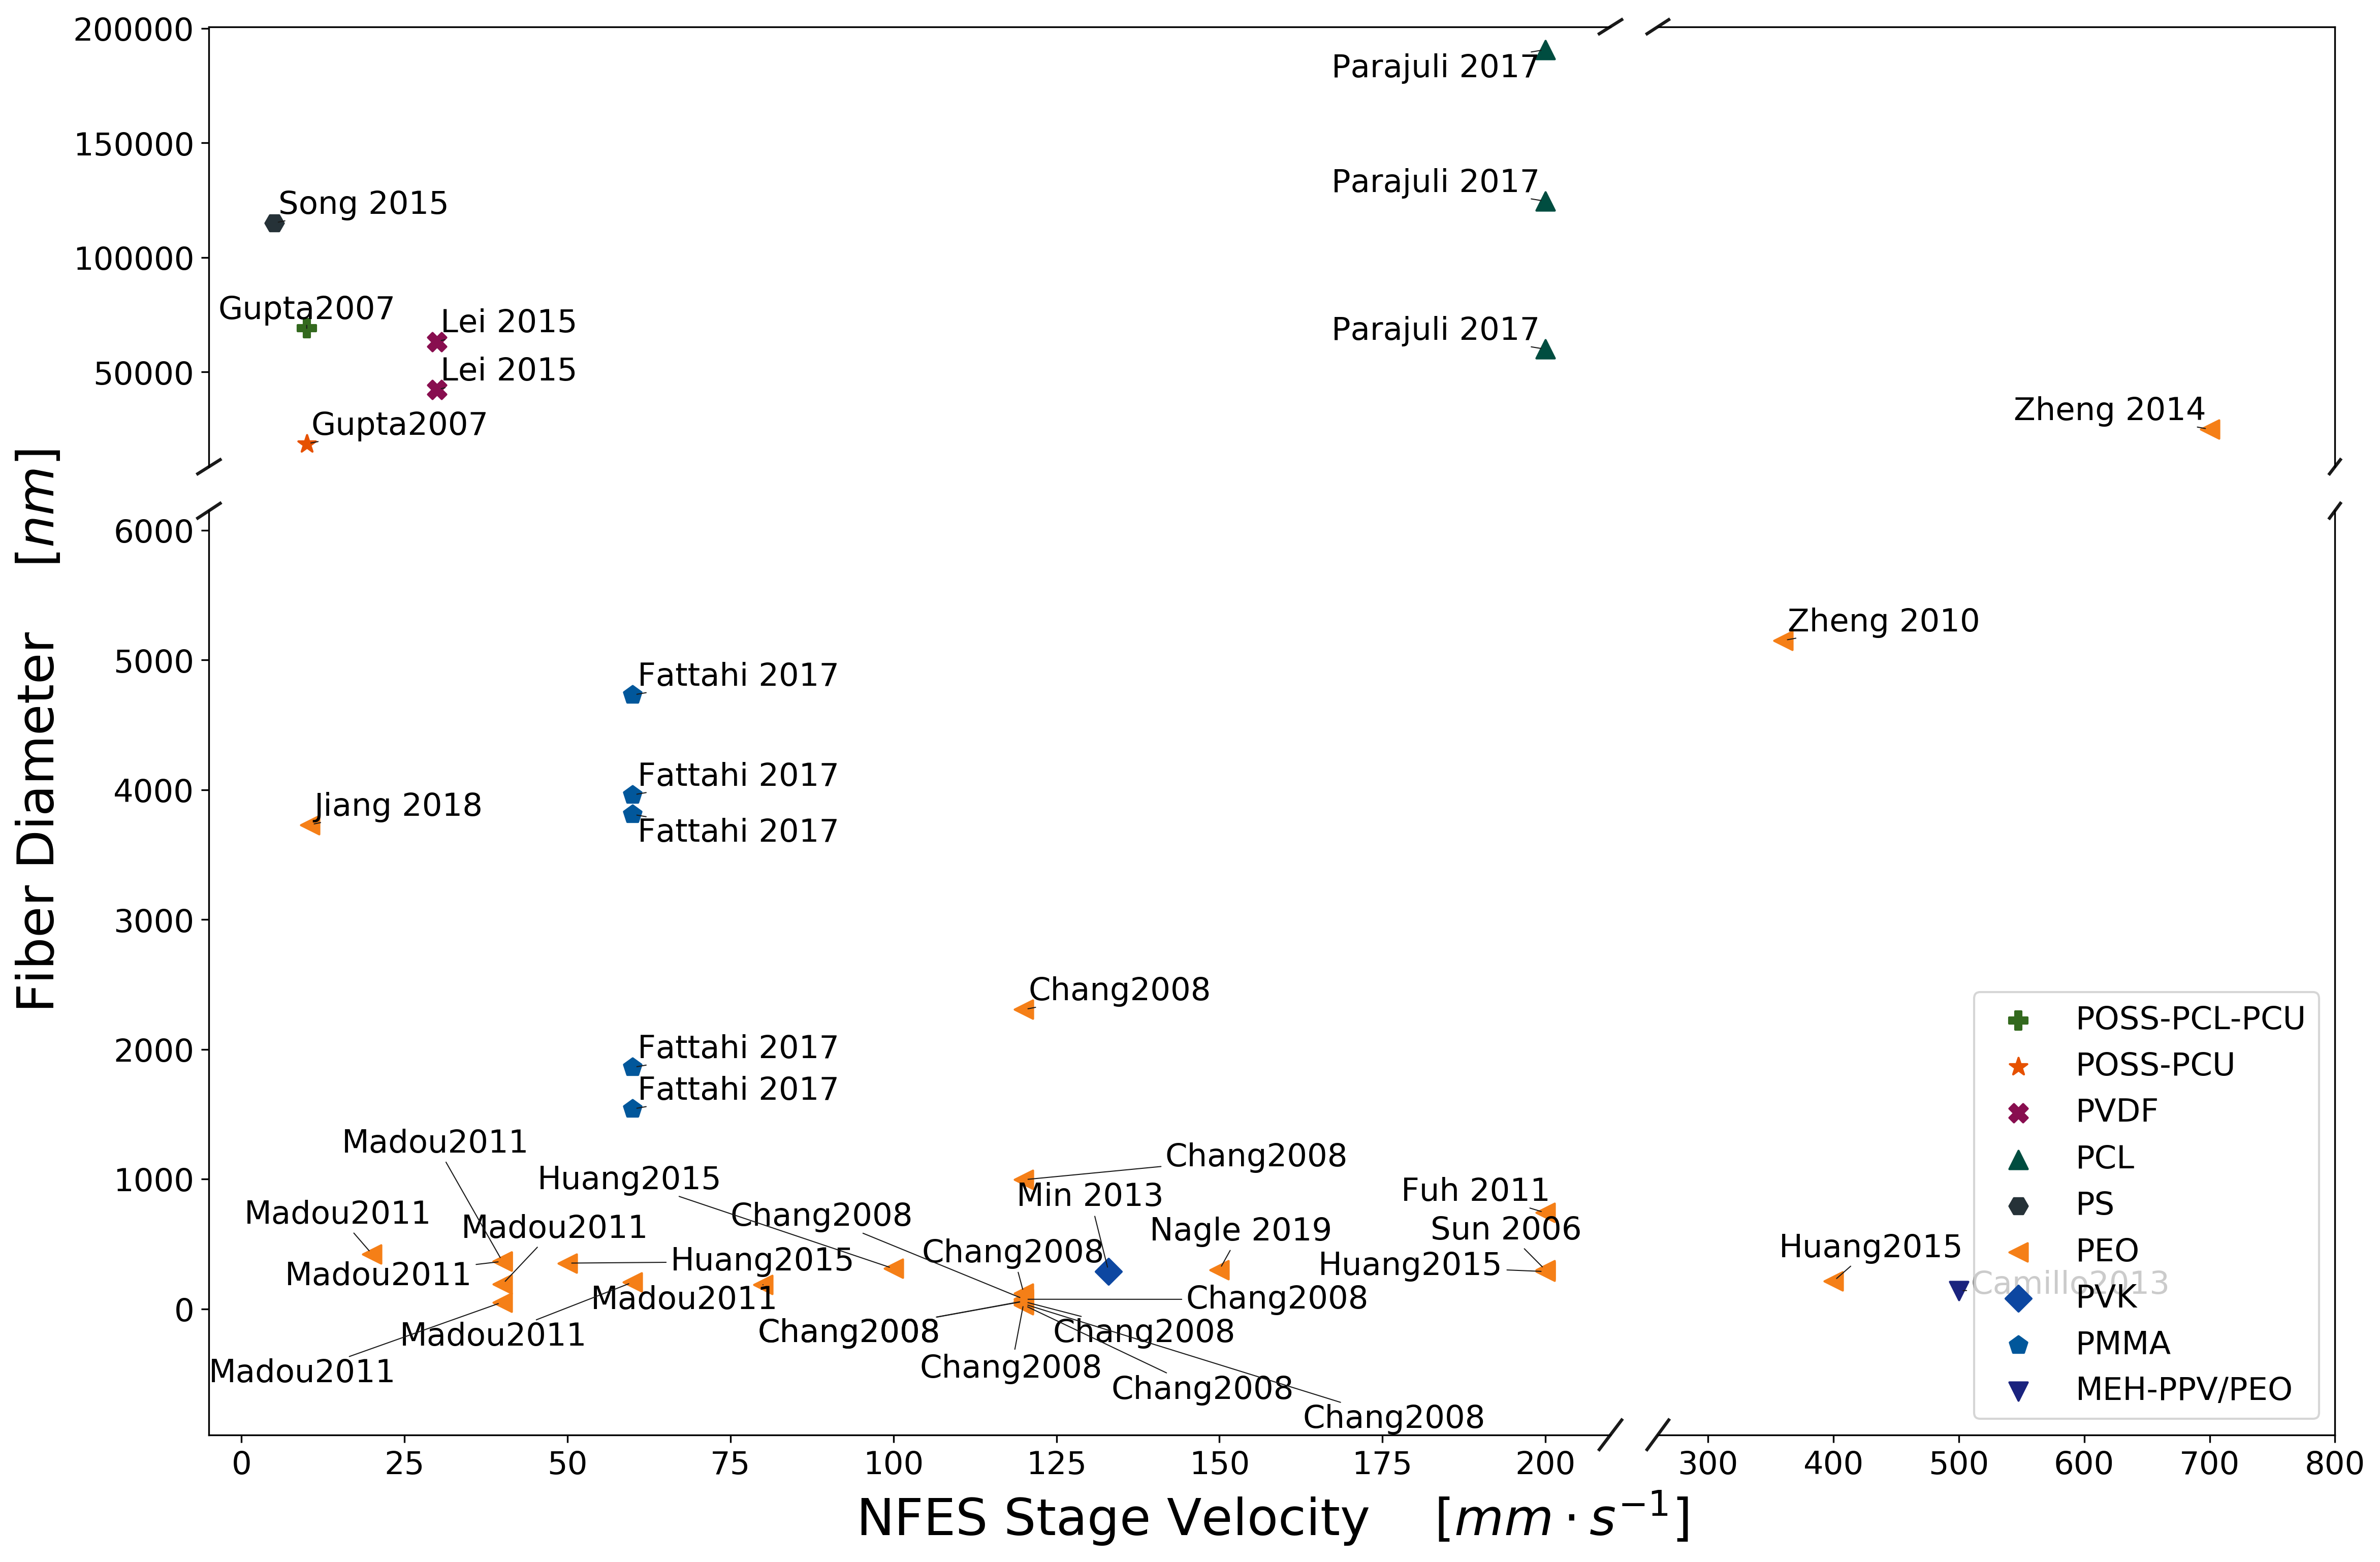 200000
150000
100000
50000
6000
5000
4000
3000
2000
1000
0
Fiber Diameter [nm]
Parajuli 2017
Parajuli 2017
Song 2015
Gupta2007
Lei 2015
Parajuli 2017
Lei 2015
Gupta2007
Zheng 2014
Zheng 2010
Fattahi 2017
Fattahi 2017
Jiang 2018
Fattahi 2017
Chang2008
Fattahi 2017
Fattahi 2017
Madou2011
Chang2008
Huang2015
Min 2013
Fuh 2011
Madou2011
Chang2008
Madou2011
Nagle 2019
Sun 2006
Chang2008
Huang2015
Huang2015
Huang2015
Madou2011
Camillo2013
Madou2011
Chang2008
Madou2011
Chang2008
Chang2008
Chang2008
Madou2011
Chang2008
Chang2008
POSS-PCL-PCU
POSS-PCU
PVDF
PCL
PS
PEO
PVK
PMMA
MEH-PPV/PEO
0 25 50 75 100 125 150 175 200 300 400 500 600 700 800
NFES Stage Velocity [mm · s⁻¹]